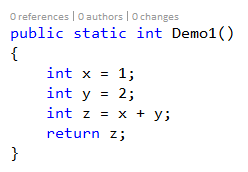 0 references | 0 authors | 0 changes
public static int Demo1()
{
    int x = 1;
    int y = 2;
    int z = x + y;
    return z;
}